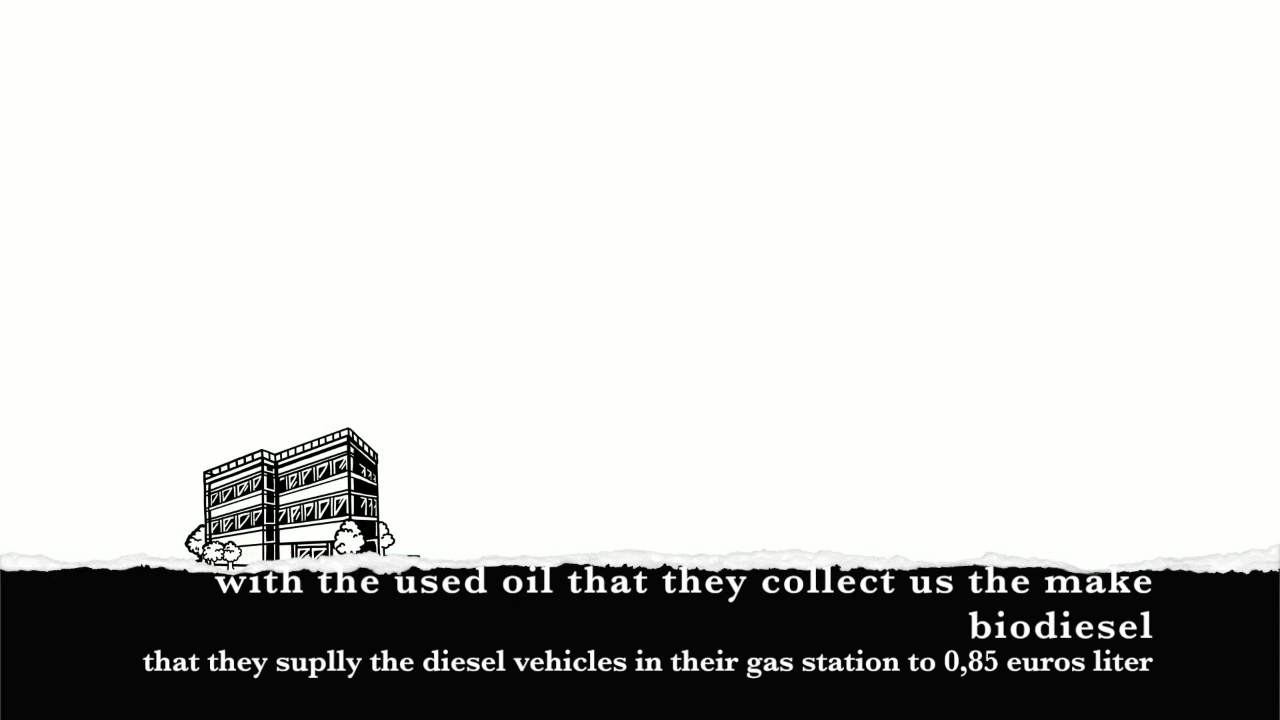 with the used oil that they collect us the make
biodiesel
that they suplly the diesel vehicles in their gas station to 0,85 euros liter